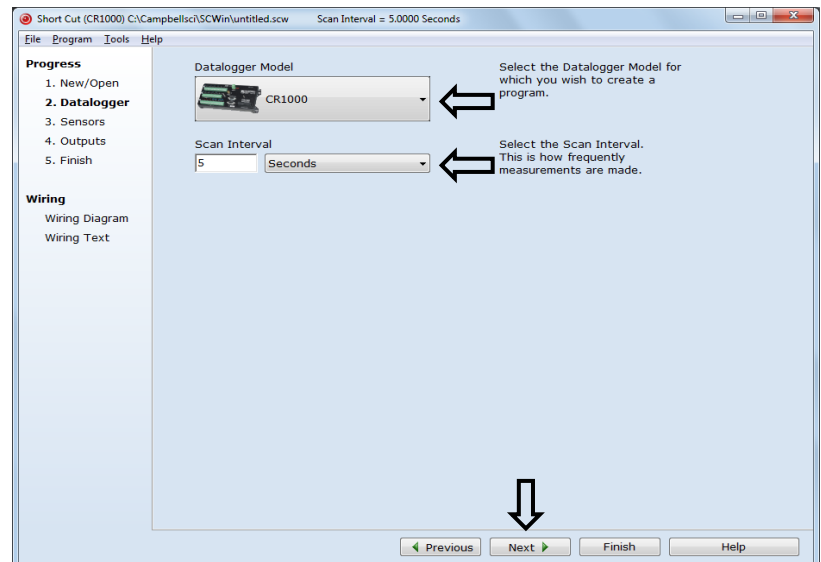 Short Cut (CR1000) C:\Campbellsci\SCWin\untitled.scw Scan Interval = 5.0000 Seconds
File Program Tools Help
Progress
1. New/Open
2. Datalogger
3. Sensors
4. Outputs
5. Finish
Wiring
Wiring Diagram
Wiring Text
Datalogger Model
CR1000
Select the Datalogger Model for
which you wish to create a
program.
Scan Interval
5 Seconds
Select the Scan Interval.
This is how frequently
measurements are made.
Previous Next Finish Help